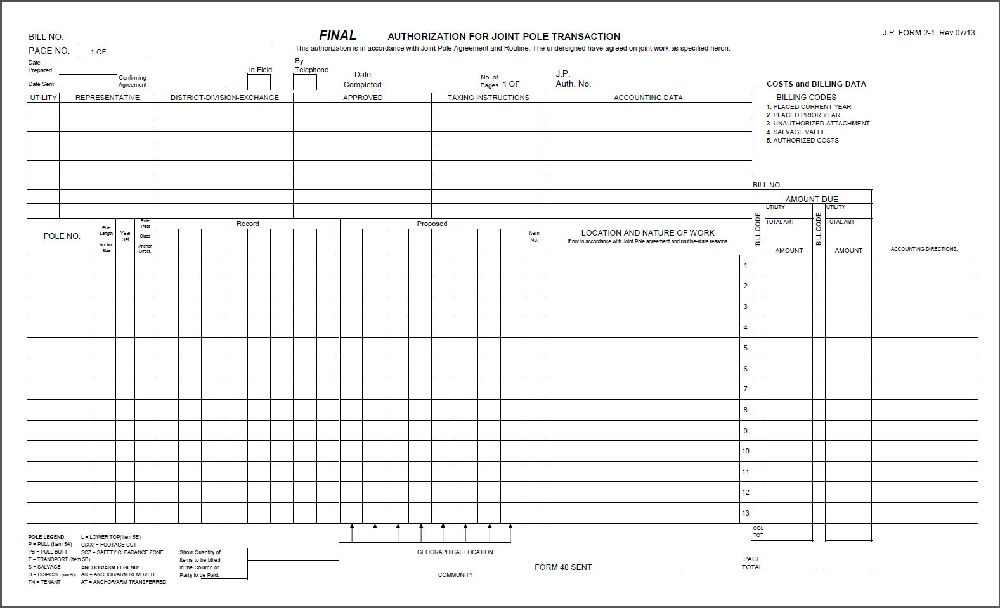 BILL NO.
FINAL AUTHORIZATION FOR JOINT POLE TRANSACTION
J.P. FORM 2-1 Rev 07/13
PAGE NO. 1 OF
This authorization is in accordance with Joint Pole Agreement and Routine. The undersigned have agreed on joint work as specified heron.
Date
Prepared
Date Sent
Confirming
Agreement
In Field
By
Telephone
Date
Completed
No. of
Pages 1 OF
J.P.
Auth. No.
COSTS and BILLING DATA
UTILITY REPRESENTATIVE DISTRICT-DIVISION-EXCHANGE APPROVED TAXING INSTRUCTIONS ACCOUNTING DATA
BILLING CODES
1. PLACED CURRENT YEAR
2. PLACED PRIOR YEAR
3. UNAUTHORIZED ATTACHMENT
4. SALVAGE VALUE
5. AUTHORIZED COSTS
BILL NO.
AMOUNT DUE
BILL CODE
UTILITY
TOTAL AMT
AMOUNT
BILL CODE
UTILITY
TOTAL AMT
AMOUNT
ACCOUNTING DIRECTIONS:
POLE NO.
Pole
Length
Anchor
Size
Year
Set
Pole
Treat
Class
Anchor
Direct.
Record
Proposed
Item
No.
LOCATION AND NATURE OF WORK
If not in accordance with Joint Pole agreement and routine-state reasons.
1
2
3
4
5
6
7
8
9
10
11
12
13
COL
TOT
POLE LEGEND: L = LOWER TOP(Item 5E)
P = PULL (Item 5A) C(XX) = FOOTAGE CUT
PB = PULL BUTT SCZ = SAFETY CLEARANCE ZONE
T = TRANSPORT (Item 5B)
S = SALVAGE ANCHOR/ARM LEGEND:
D = DISPOSE (Item 5D) AR = ANCHOR/ARM REMOVED
TN = TENANT AT = ANCHOR/ARM TRANSFERRED
Show Quantity of
Items to be billed
in the Column of
Party to be Paid.
GEOGRAPHICAL LOCATION
COMMUNITY
FORM 48 SENT
PAGE
TOTAL